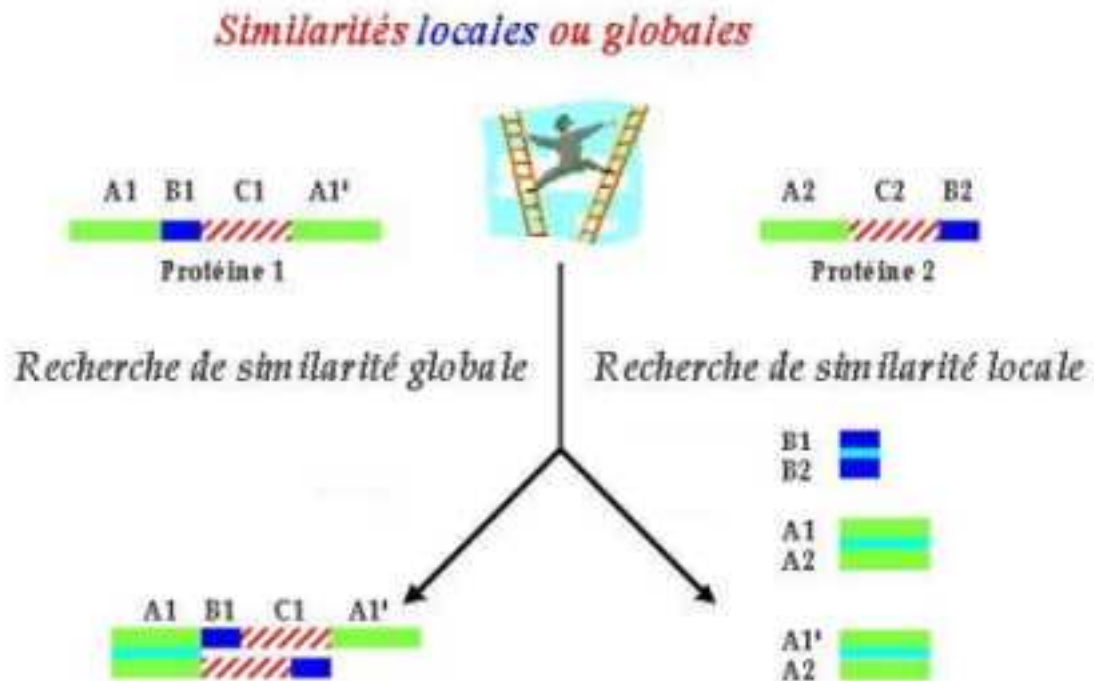 Similarités locales ou globales
A1 B1 C1 A1'
Protéine 1
A2 C2 B2
Protéine 2
Recherche de similarité globale
Recherche de similarité locale
B1
B2
A1
A2
A1'
A2
A1 B1 C1 A1'